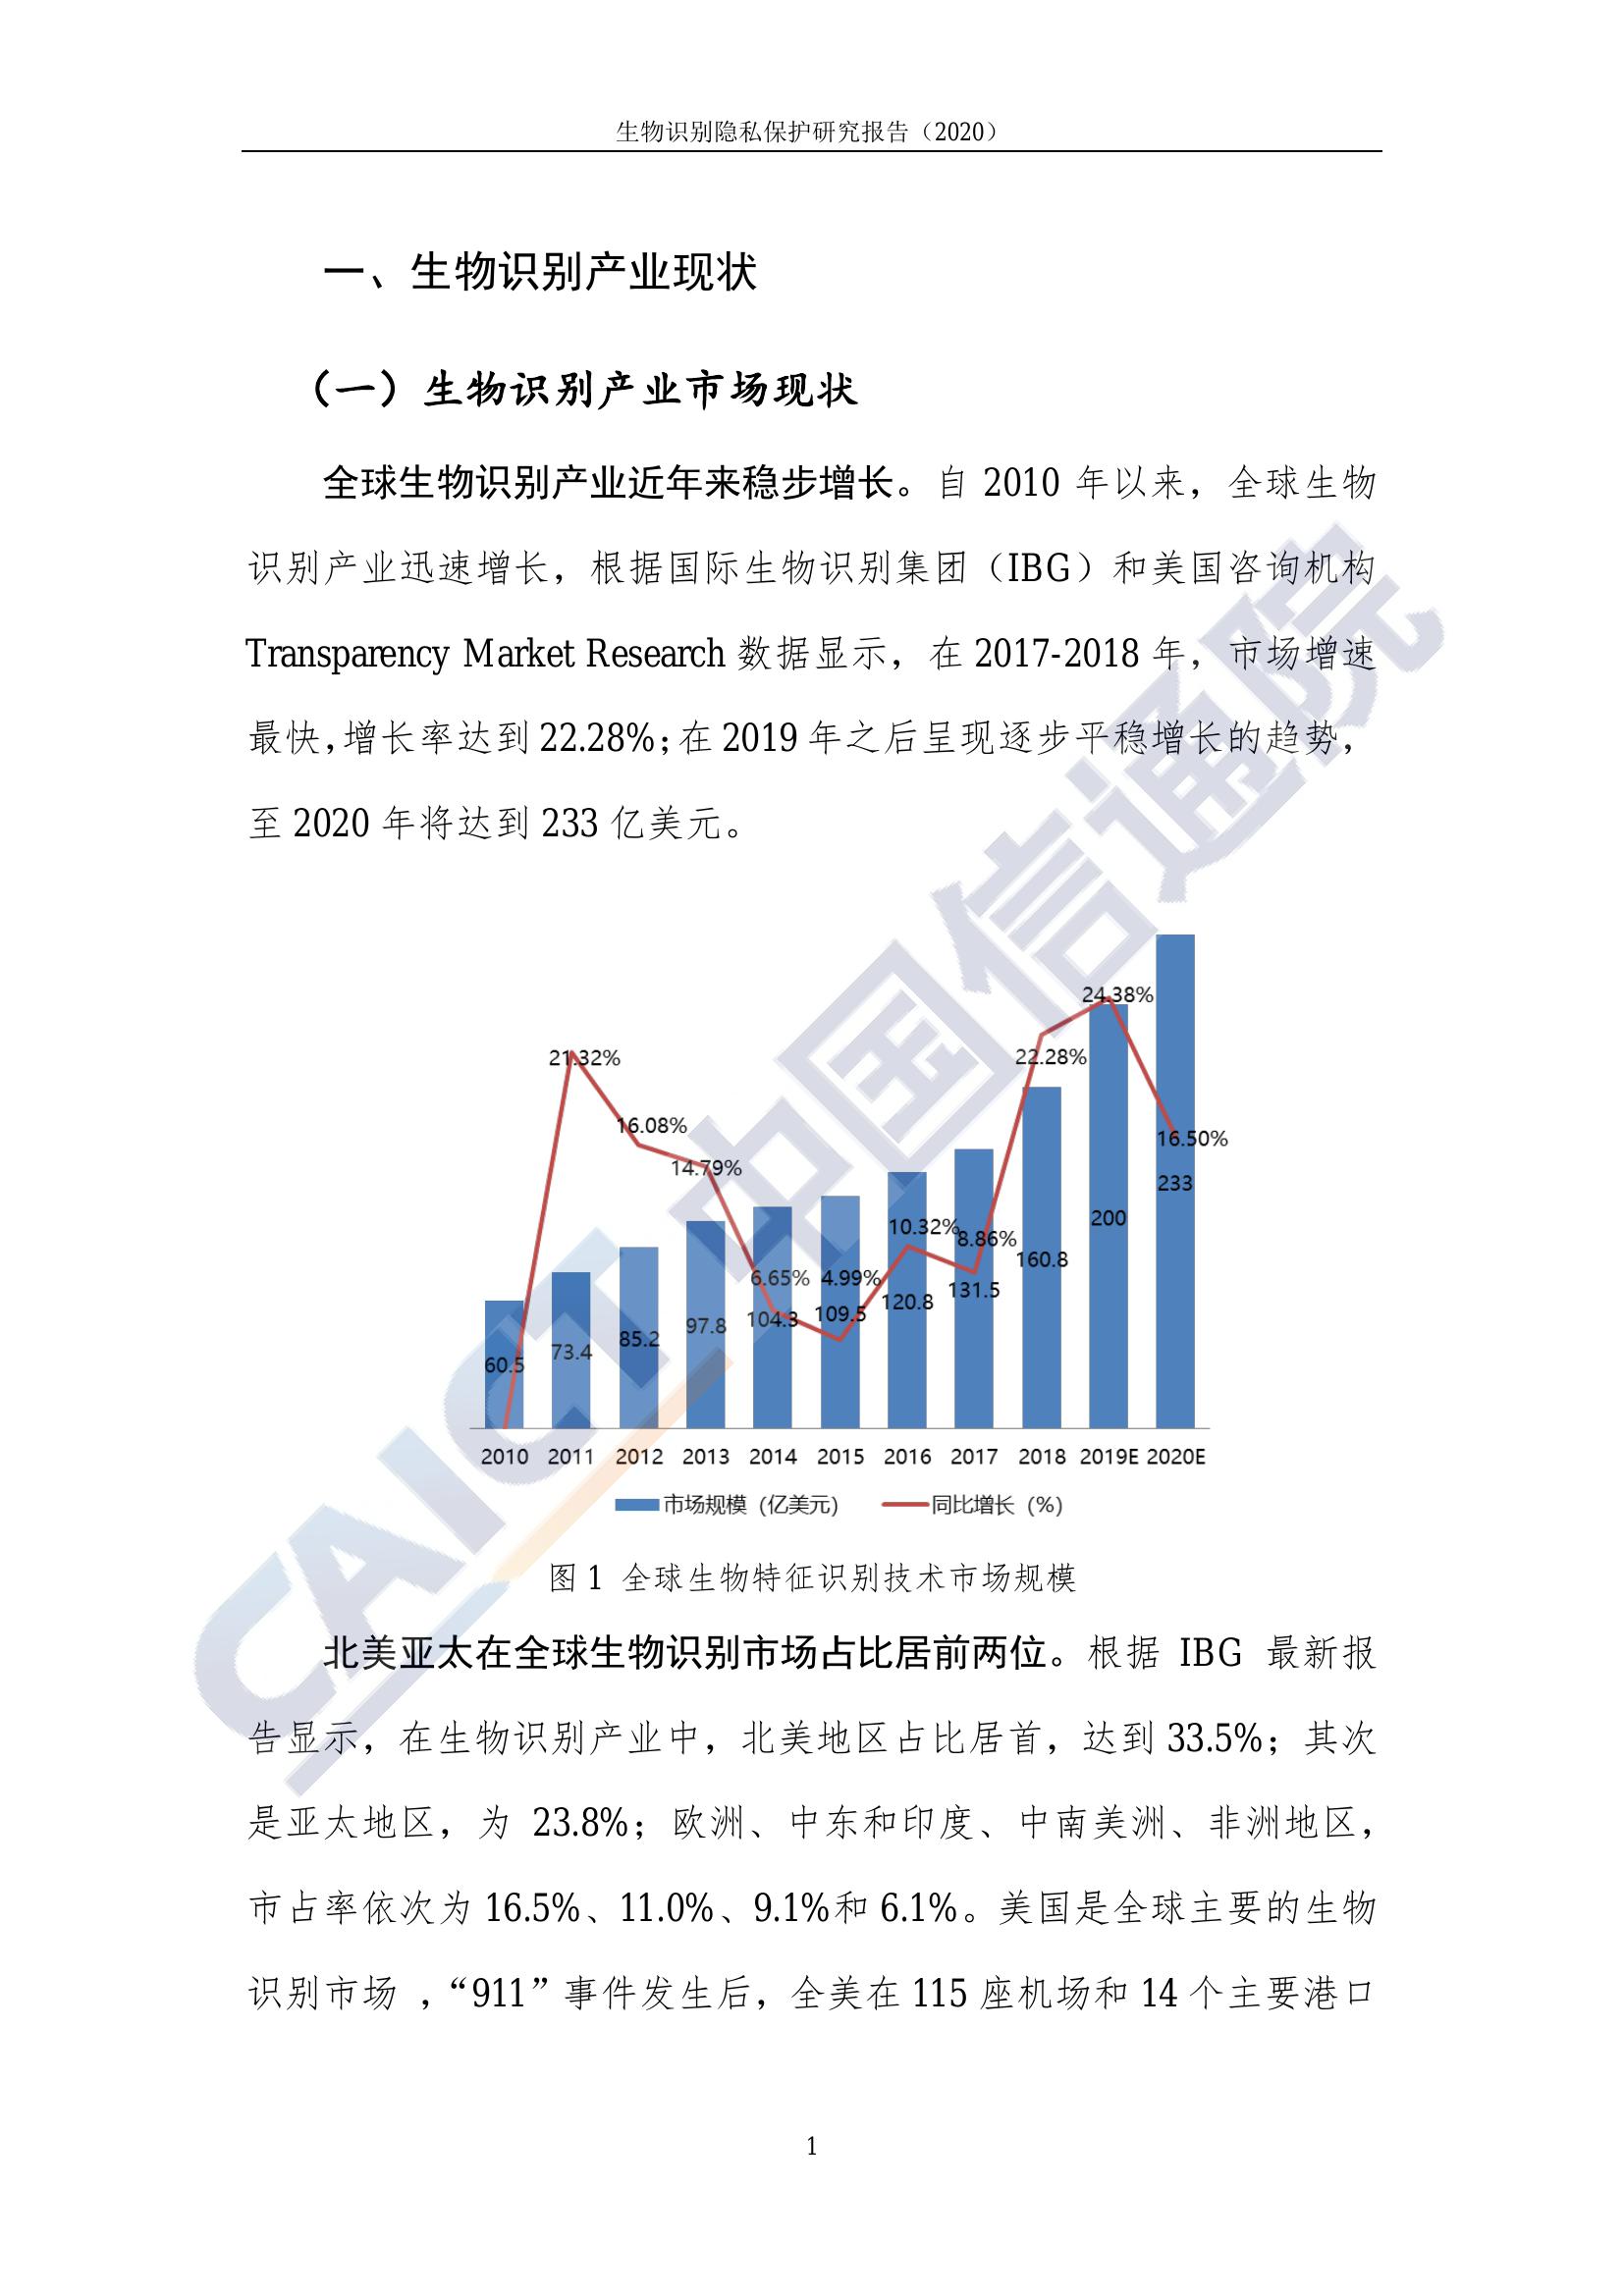 生物识别隐私保护研究报告（2020）
一、生物识别产业现状
（一）生物识别产业市场现状
全球生物识别产业近年来稳步增长。自 2010 年以来，全球生物
识别产业迅速增长，根据国际生物识别集团（IBG）和美国咨询机构
Transparency Market Research 数据显示，在 2017-2018 年，市场增速
最快，增长率达到 22.28%；在 2019 年之后呈现逐步平稳增长的趋势，
至 2020 年将达到 233 亿美元。
24.38%
21.32%
22.28%
16.08%
16.50%
14.79%
233
200
10.32%
8.86%
160.8
6.65%
4.99%
131.5
120.8
109.5
104.3
97.8
85.2
73.4
60.5
2010 2011 2012 2013 2014 2015 2016 2017 2018 2019E 2020E
市场规模（亿美元） 同比增长（%）
图 1 全球生物特征识别技术市场规模
北美亚太在全球生物识别市场占比居前两位。根据 IBG 最新报
告显示，在生物识别产业中，北美地区占比居首，达到 33.5%；其次
是亚太地区，为 23.8%；欧洲、中东和印度、中南美洲、非洲地区，
市占率依次为 16.5%、11.0%、9.1%和 6.1%。美国是全球主要的生物
识别市场 ，“911”事件发生后，全美在 115 座机场和 14 个主要港口
1
CAICT 中国信通院